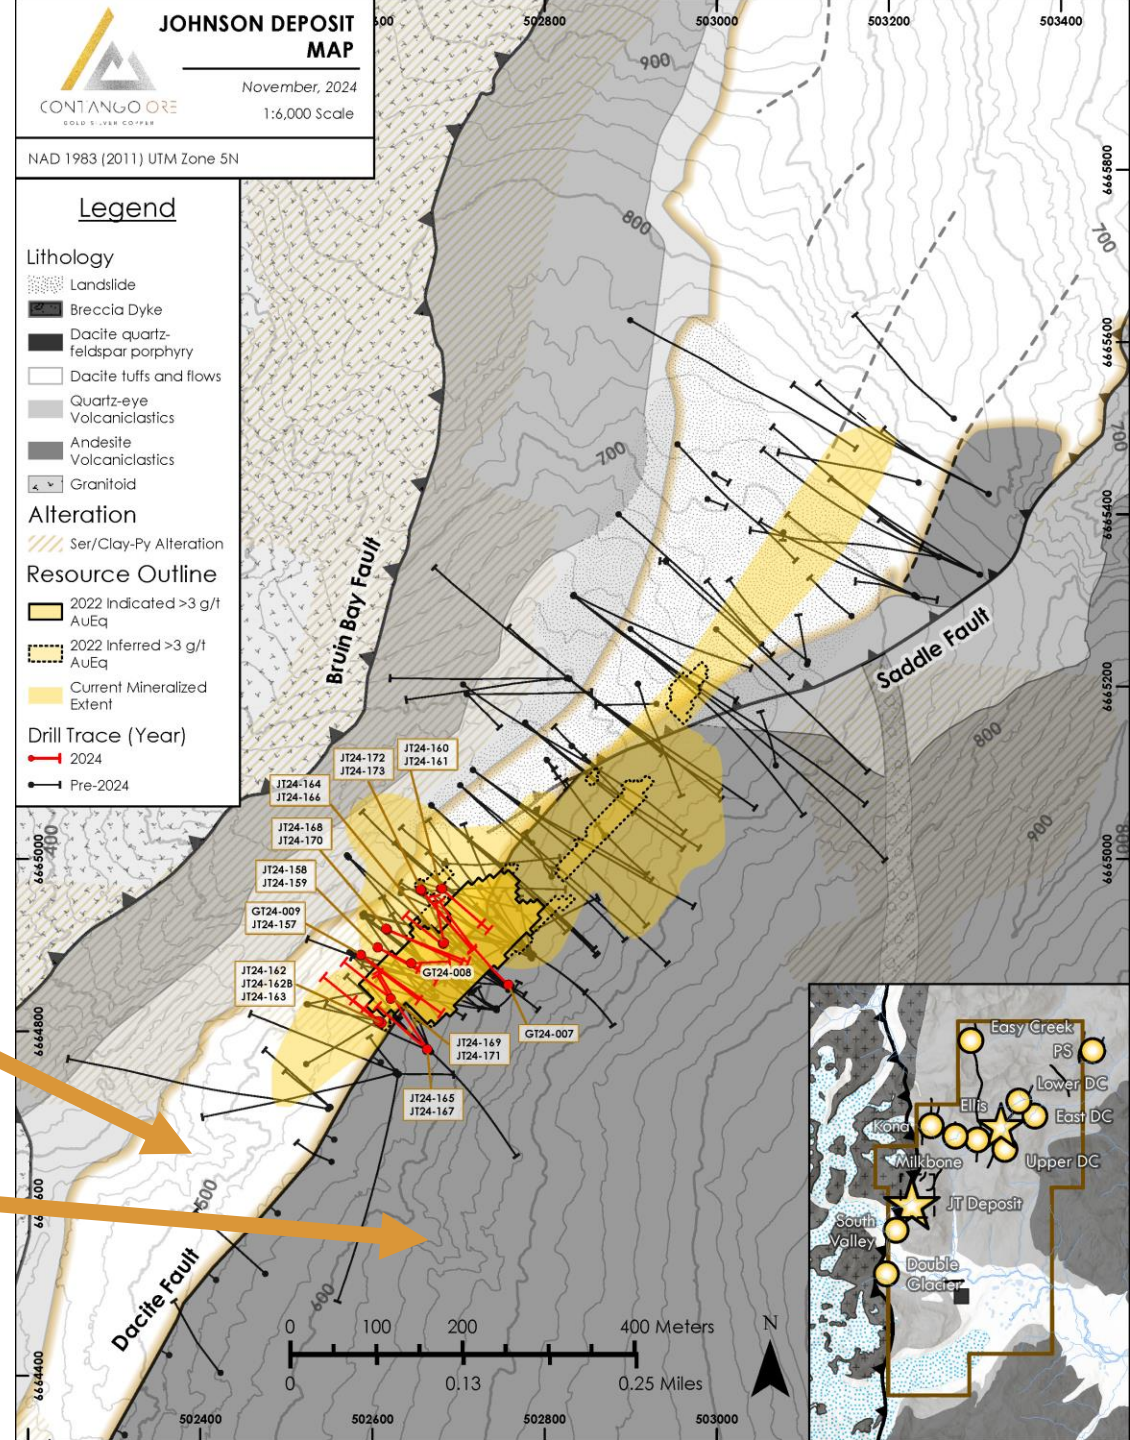 JOHNSON DEPOSIT
MAP
November, 2024
1:6,000 Scale
CONTANGO ORE
GOLD SILVER COPPER
NAD 1983 (2011) UTM Zone 5N
Legend
Lithology
Landslide
Breccia Dyke
Dacite quartz-
feldspar porphyry
Dacite tuffs and flows
Quartz-eye
Volcaniclastics
Andesite
Volcaniclastics
Granitoid
Alteration
Ser/Clay-Py Alteration
Resource Outline
2022 Indicated >3 g/t
AuEq
2022 Inferred >3 g/t
AuEq
Current Mineralized
Extent
Drill Trace (Year)
2024
Pre-2024
502800
503000
503200
503400
6665800
6665600
6665400
6665200
6665000
900
800
700
700
700
800
900
800
Bruin Bay Fault
Saddle Fault
JT24-160
JT24-161
JT24-172
JT24-173
JT24-164
JT24-166
JT24-168
JT24-170
JT24-158
JT24-159
GT24-009
JT24-157
JT24-162
JT24-162B
JT24-163
GT24-008
GT24-007
JT24-169
JT24-171
JT24-165
JT24-167
400
6665000
6664800
6664400
500
600
Dacite Fault
0
100
200
400 Meters
0
0.13
0.25 Miles
N
502400
502600
502800
503000
Easy Creek
PS
Lower DC
Ellis
East DC
Kona
Milkbone
Upper DC
JT Deposit
South
Valley
Double
Glacier